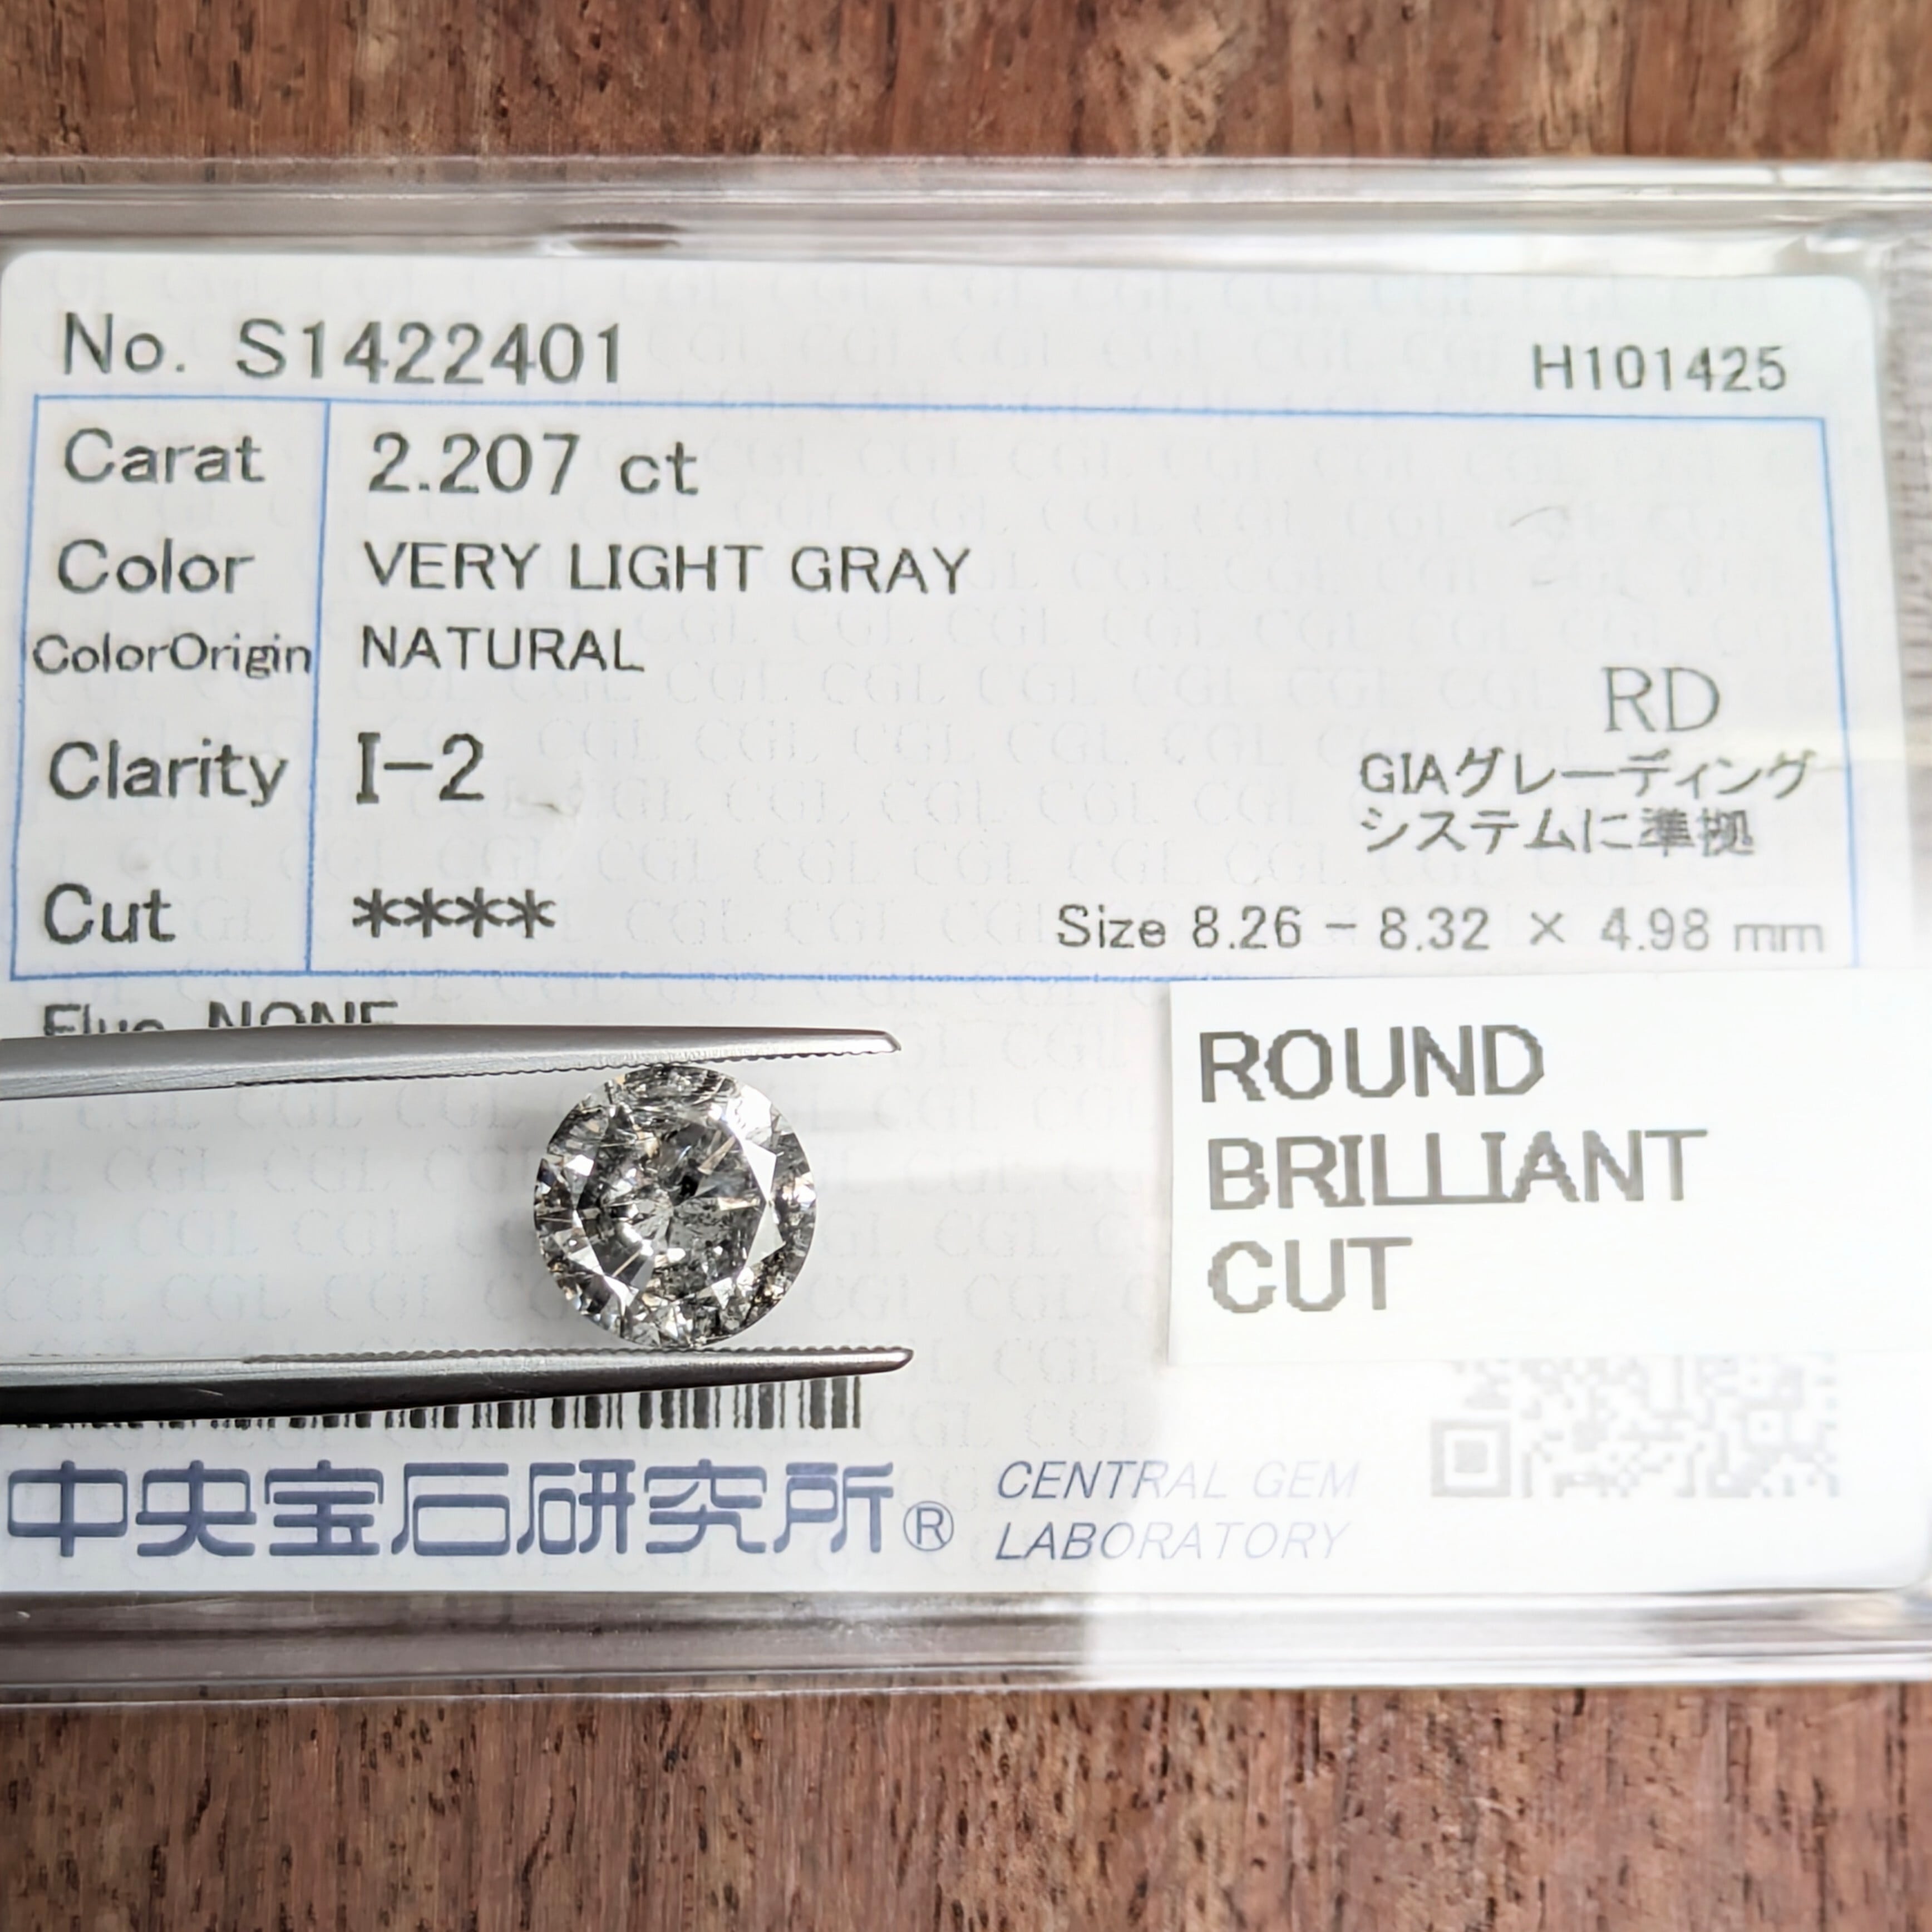 No. S1422401 H101425
Carat 2.207 ct
Color VERY LIGHT GRAY
ColorOrigin NATURAL
RD
Clarity I-2
GIAグレーディング
システムに準拠
Cut ****
Size 8.26 - 8.32 × 4.98 mm
Fluo NONE
ROUND
BRILLIANT
CUT
中央宝石研究所®
CENTRAL GEM
LABORATORY